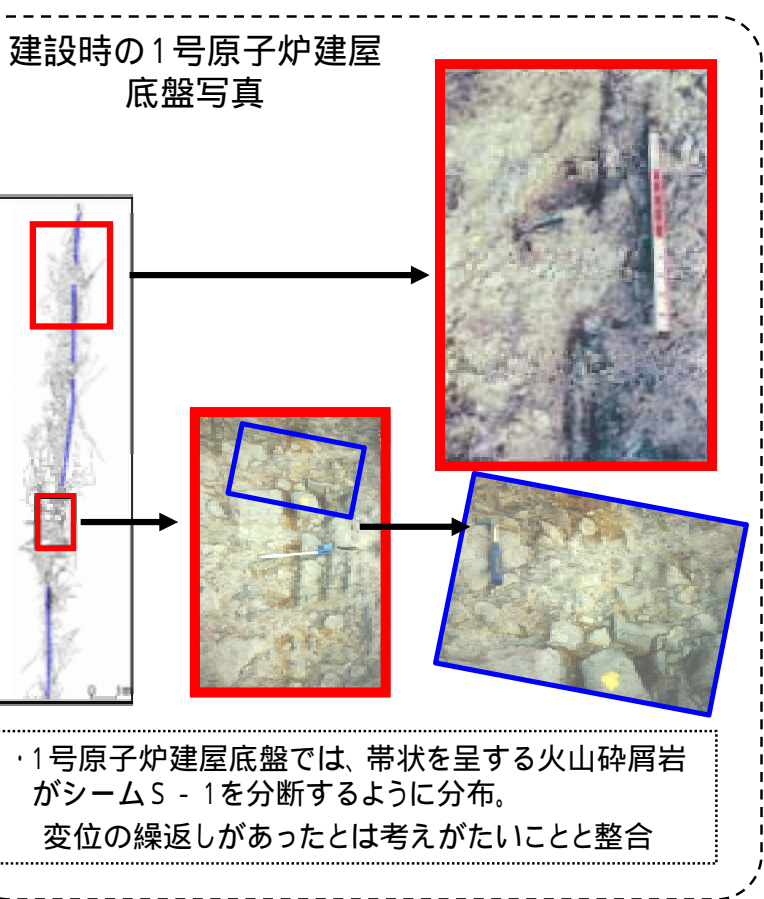 建設時の1号原子炉建屋
底盤写真
・1号原子炉建屋底盤では、帯状を呈する火山砕屑岩
がシームS-1を分断するように分布。
変位の繰返しがあったとは考えがたいことと整合